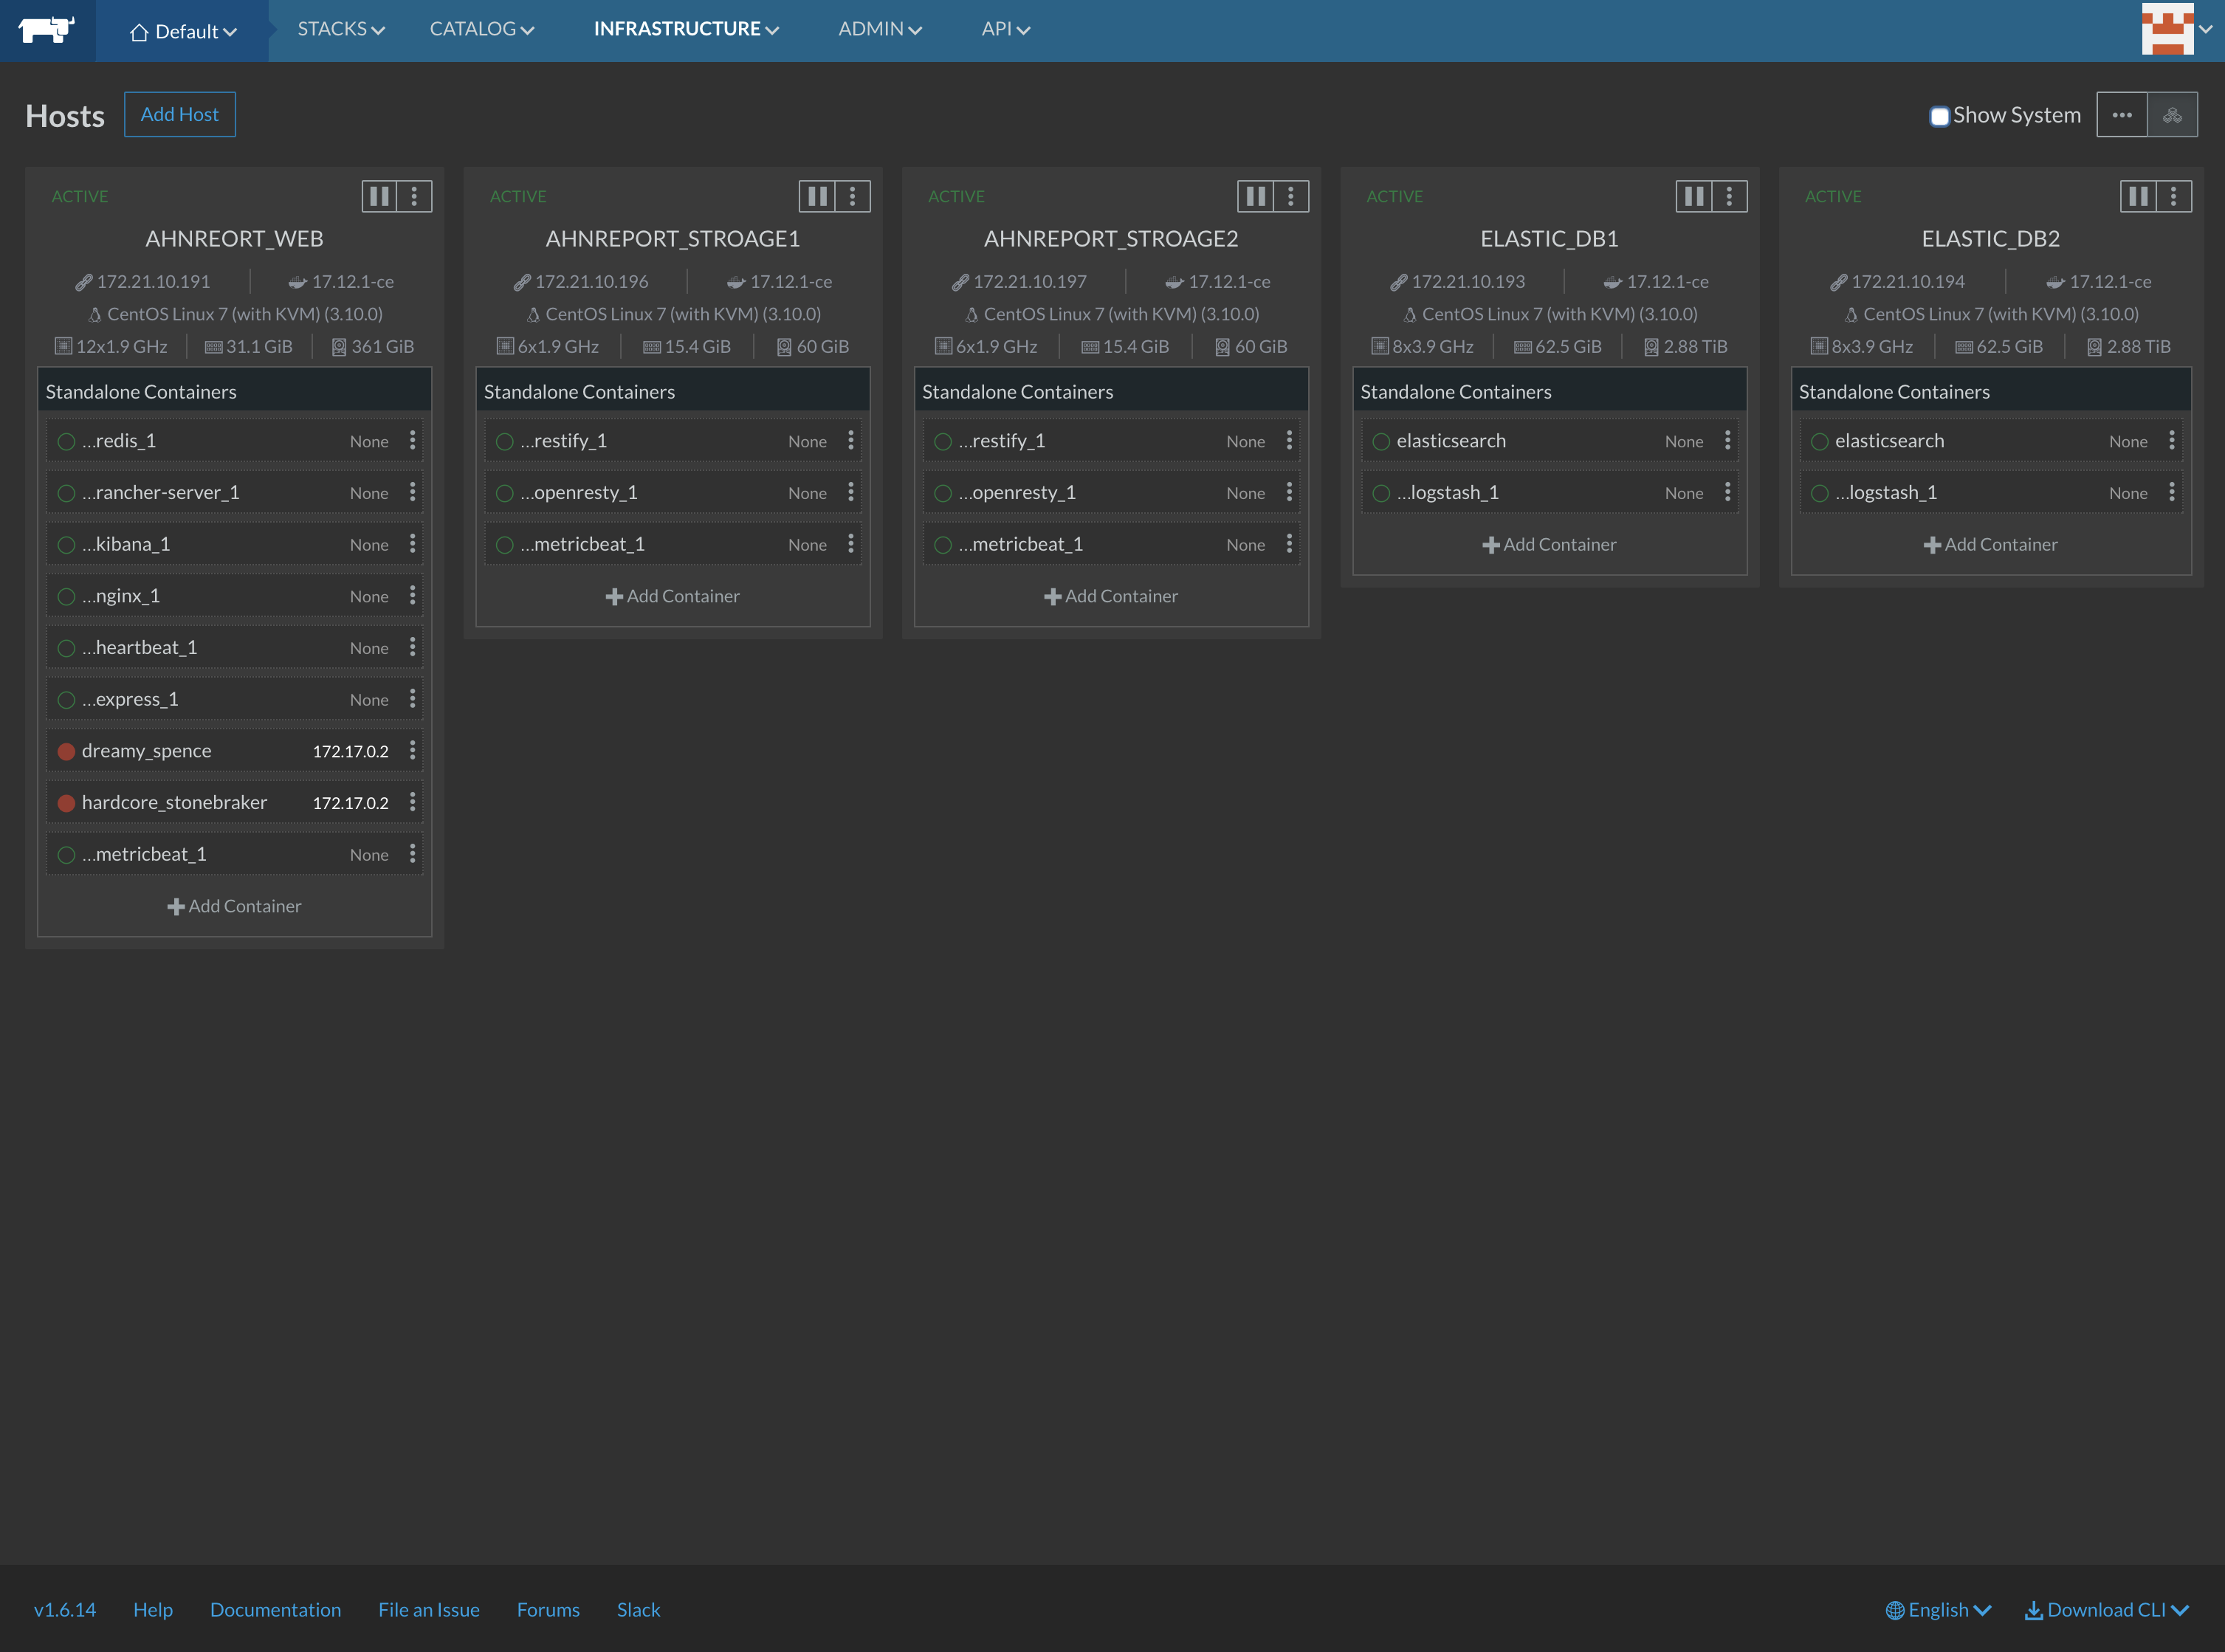 Default STACKS CATALOG INFRASTRUCTURE ADMIN API
Hosts Add Host Show System
ACTIVE
AHNREORT_WEB
172.21.10.191 17.12.1-ce
CentOS Linux 7 (with KVM) (3.10.0)
12x1.9 GHz 31.1 GiB 361 GiB
Standalone Containers
...redis_1 None
...rancher-server_1 None
...kibana_1 None
...nginx_1 None
...heartbeat_1 None
...express_1 None
dreamy_spence 172.17.0.2
hardcore_stonebraker 172.17.0.2
...metricbeat_1 None
Add Container
ACTIVE
AHNREPORT_STROAGE1
172.21.10.196 17.12.1-ce
CentOS Linux 7 (with KVM) (3.10.0)
6x1.9 GHz 15.4 GiB 60 GiB
Standalone Containers
...restify_1 None
...openresty_1 None
...metricbeat_1 None
Add Container
ACTIVE
AHNREPORT_STROAGE2
172.21.10.197 17.12.1-ce
CentOS Linux 7 (with KVM) (3.10.0)
6x1.9 GHz 15.4 GiB 60 GiB
Standalone Containers
...restify_1 None
...openresty_1 None
...metricbeat_1 None
Add Container
ACTIVE
ELASTIC_DB1
172.21.10.193 17.12.1-ce
CentOS Linux 7 (with KVM) (3.10.0)
8x3.9 GHz 62.5 GiB 2.88 TiB
Standalone Containers
elasticsearch None
...logstash_1 None
Add Container
ACTIVE
ELASTIC_DB2
172.21.10.194 17.12.1-ce
CentOS Linux 7 (with KVM) (3.10.0)
8x3.9 GHz 62.5 GiB 2.88 TiB
Standalone Containers
elasticsearch None
...logstash_1 None
Add Container
v1.6.14 Help Documentation File an Issue Forums Slack English Download CLI